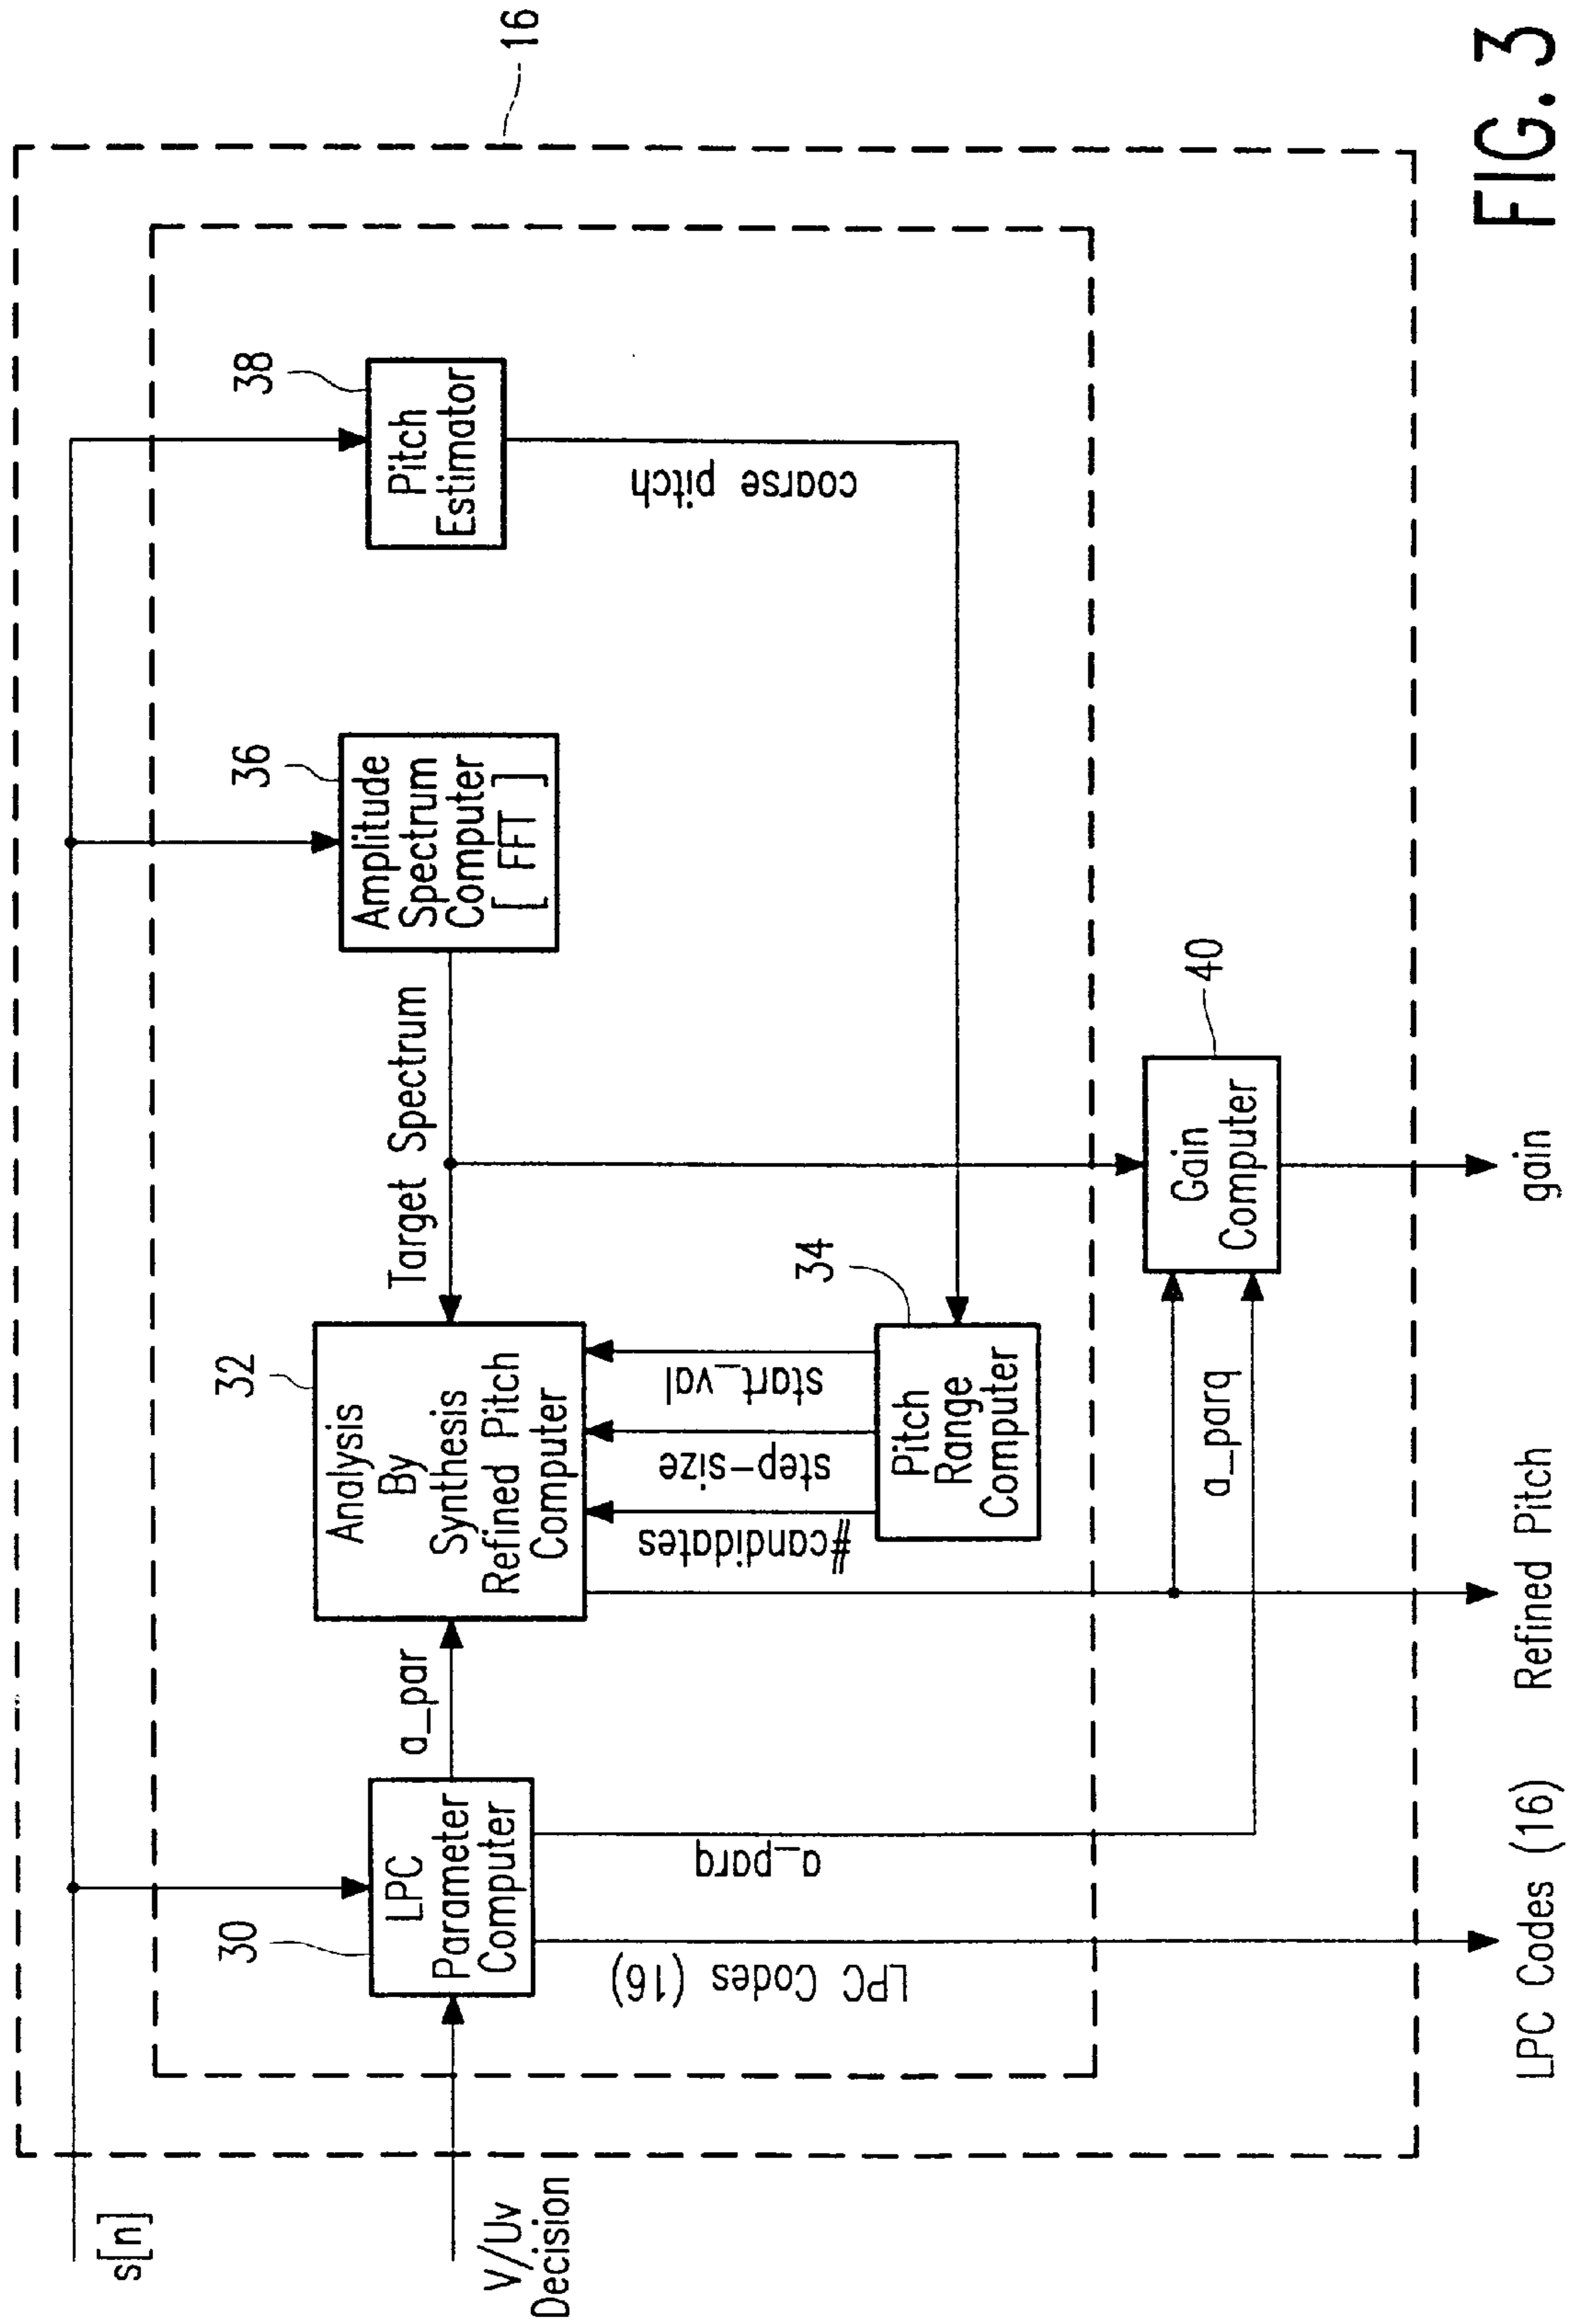 16
38
Pitch
Estimator
36
Amplitude
Spectrum
Computer
[ FFT ]
coarse pitch
Target Spectrum
32
Analysis
By
Synthesis
Refined Pitch
Computer
34
Pitch
Range
Computer
start_val
step-size
#candidates
a_par
30
LPC
Parameter
Computer
s[n]
V/Uv
Decision
a_parq
LPC Codes (16)
40
Gain
Computer
a_parq
LPC Codes (16)
Refined Pitch
gain
FIG. 3